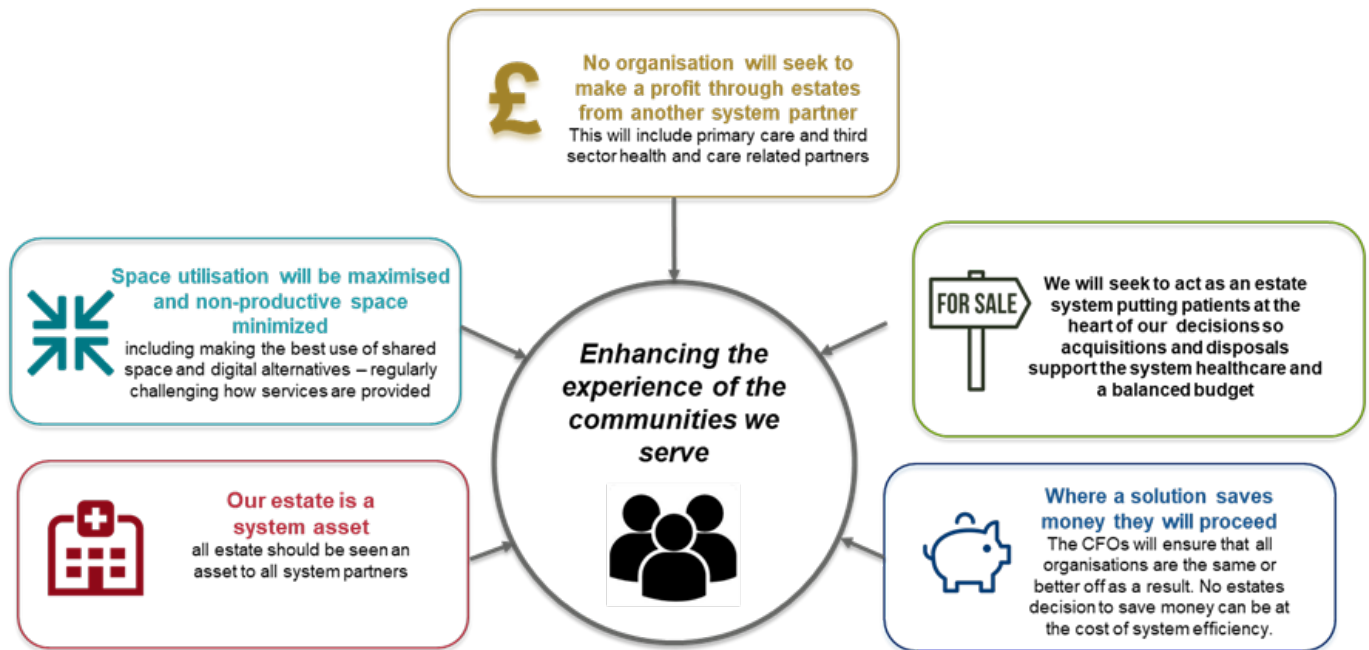 £
No organisation will seek to
make a profit through estates
from another system partner
This will include primary care and third
sector health and care related partners
Space utilisation will be maximised
and non-productive space
minimized
including making the best use of shared
space and digital alternatives – regularly
challenging how services are provided
FOR SALE
We will seek to act as an estate
system putting patients at the
heart of our decisions so
acquisitions and disposals
support the system healthcare and
a balanced budget
Enhancing the
experience of the
communities we
serve
Our estate is a
system asset
all estate should be seen an
asset to all system partners
Where a solution saves
money they will proceed
The CFOs will ensure that all
organisations are the same or
better off as a result. No estates
decision to save money can be at
the cost of system efficiency.